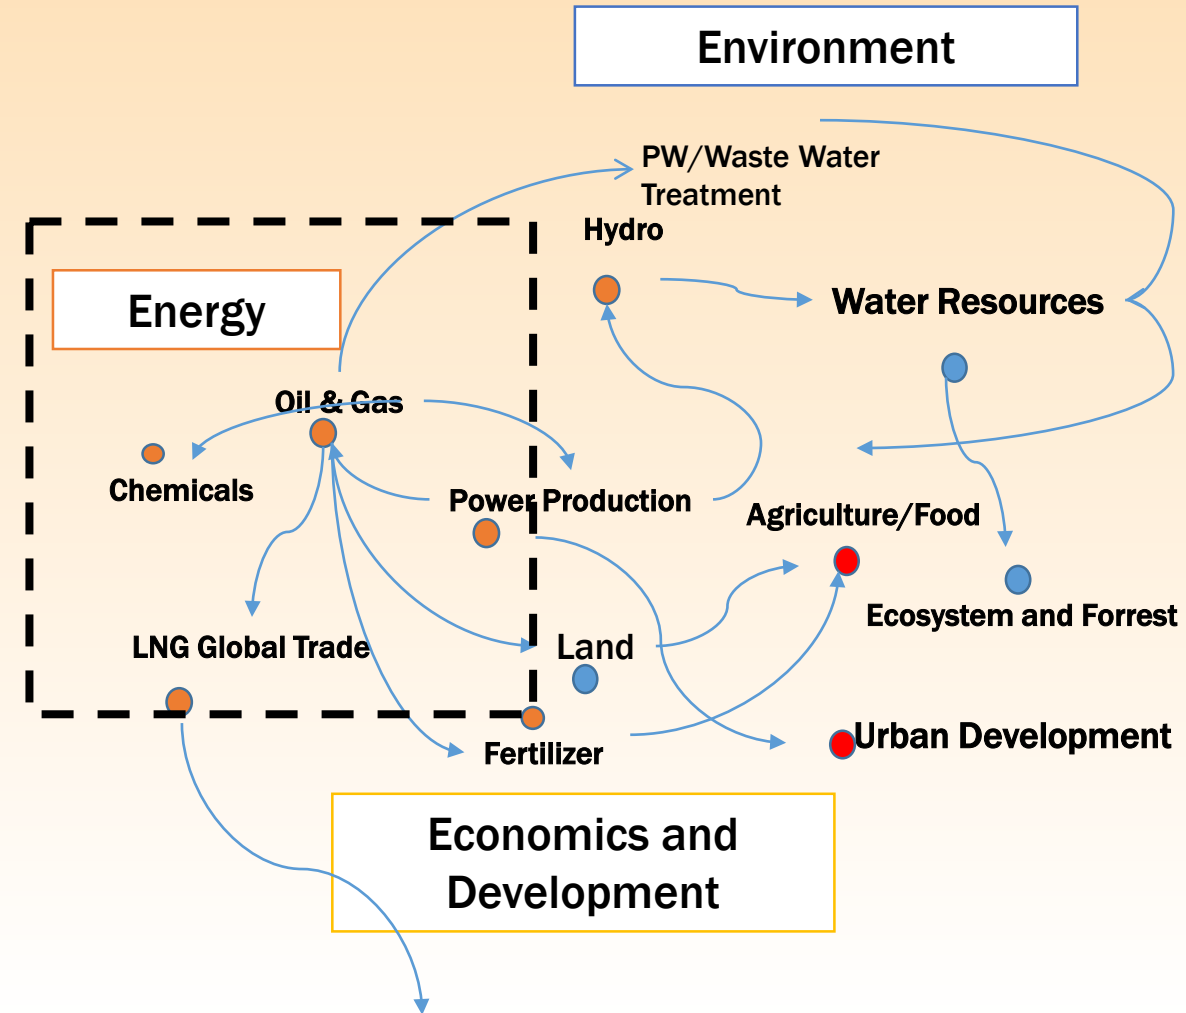 Environment
PW/Waste Water
Treatment
Hydro
Energy
Water Resources
Oil & Gas
Chemicals
Power Production
Agriculture/Food
Ecosystem and Forrest
LNG Global Trade
Land
Fertilizer
Urban Development
Economics and
Development